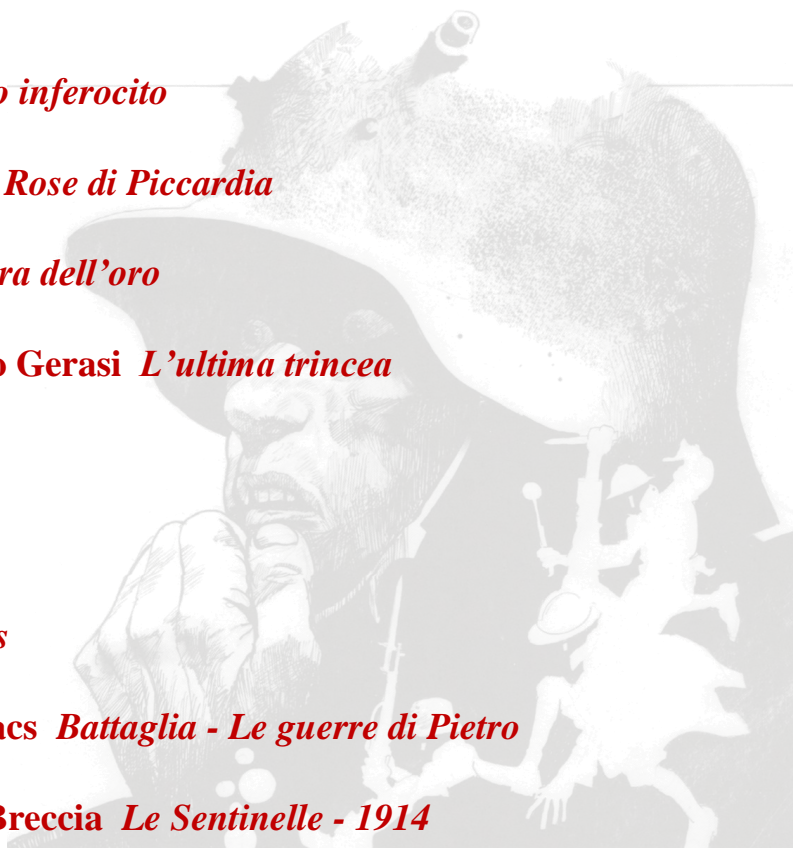 o inferocito
Rose di Piccardia
ra dell’oro
o Gerasi L’ultima trincea
s
acs Battaglia - Le guerre di Pietro
Breccia Le Sentinelle - 1914